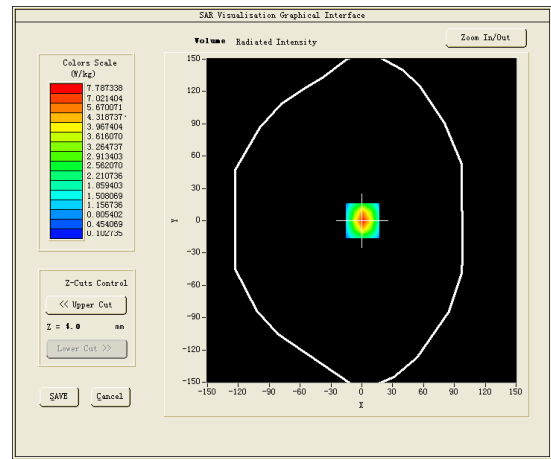 SAR Visualisation Graphical Interface
Zoom In/Out
Volume Radiated Intensity
Colors Scale
(W/kg)
7.787338
7.021404
5.670071
4.318737
3.967404
3.616070
3.264737
2.913403
2.562070
2.210736
1.859403
1.508069
1.156736
0.805402
0.454069
0.102735
150
120
90
60
30
0
-30
-60
-90
-120
-150
Y
-150 -120 -90 -60 -30 0 30 60 90 120 150
X
Z-Cuts Control
<< Upper Cut
Z = 4.0 mm
Lower Cut >>
SAVE Cancel